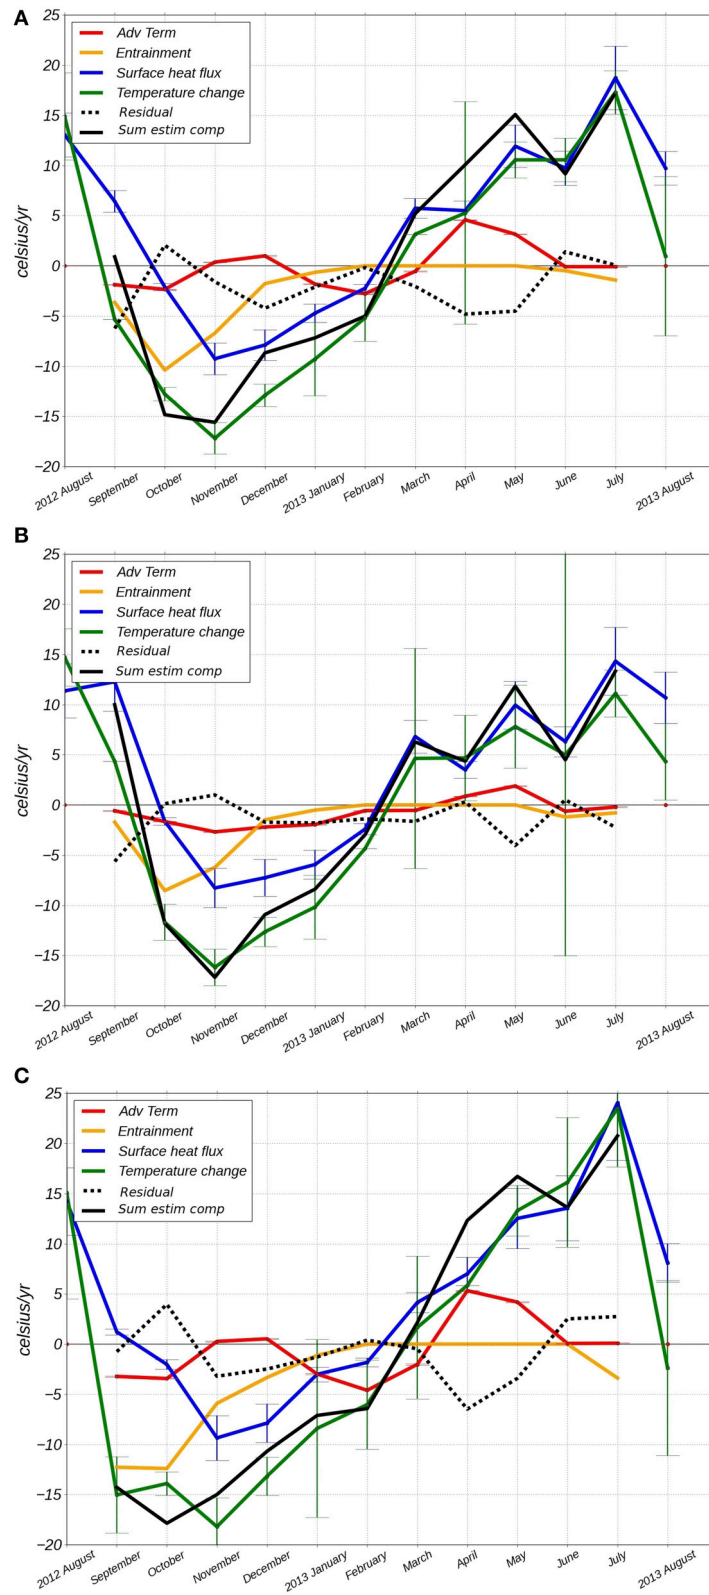 A
25
20
15
10
5
0
−5
−10
−15
−20
celsius/yr
Adv Term
Entrainment
Surface heat flux
Temperature change
Residual
Sum estim comp
2012 August
September
October
November
December
2013 January
February
March
April
May
June
July
2013 August
B
25
20
15
10
5
0
−5
−10
−15
−20
celsius/yr
Adv Term
Entrainment
Surface heat flux
Temperature change
Residual
Sum estim comp
2012 August
September
October
November
December
2013 January
February
March
April
May
June
July
2013 August
C
25
20
15
10
5
0
−5
−10
−15
−20
celsius/yr
Adv Term
Entrainment
Surface heat flux
Temperature change
Residual
Sum estim comp
2012 August
September
October
November
December
2013 January
February
March
April
May
June
July
2013 August